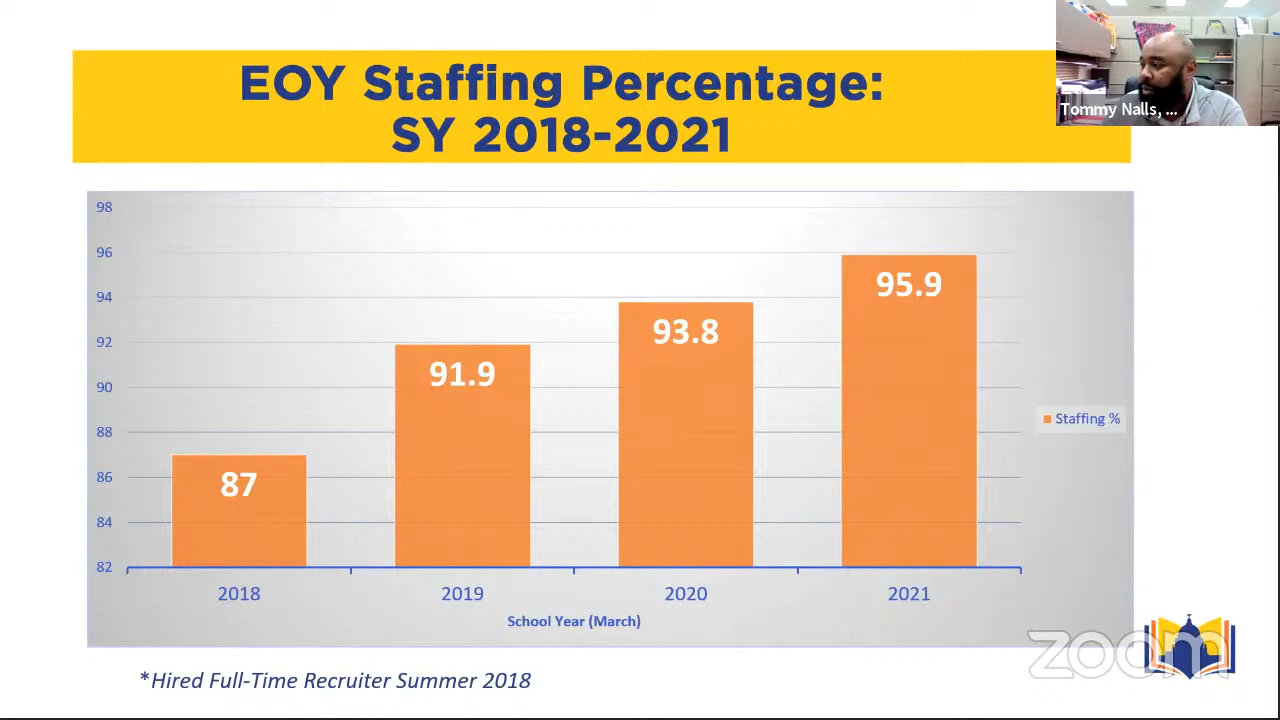 EOY Staffing Percentage:
SY 2018-2021
Tommy Nalls, ...
98
96
94
92
90
88
86
84
82
87
91.9
93.8
95.9
Staffing %
2018
2019
2020
2021
School Year (March)
*Hired Full-Time Recruiter Summer 2018
zoom